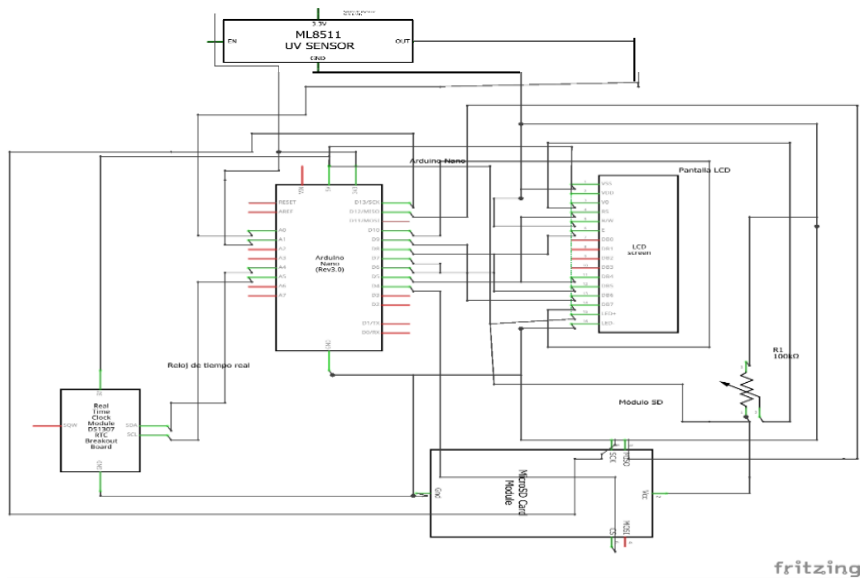 3.3V
ML8511
UV SENSOR
EN
OUT
GND
Arduino Nano
Pantalla LCD
RESET
AREF
A0
A1
A2
A3
A4
A5
A6
A7
Arduino
Nano
(Rev3.0)
D13/SCK
D12/MISO
D11/MOSI
D10
D9
D8
D7
D6
D5
D4
D3
D2
D1/TX
D0/RX
GND
VSS
VDD
V0
RS
R/W
E
DB0
DB1
DB2
DB3
DB4
DB5
DB6
DB7
LED+
LED-
LCD
screen
Reloj de tiempo real
R1
100kΩ
Módulo SD
Real
Time
Clock
Module
DS1307
RTC
Breakout
Board
SQW
SDA
SCL
5V
GND
SCK
MISO
MicroSD Card
Module
Gnd
Vcc
CS
MOSI
fritzing